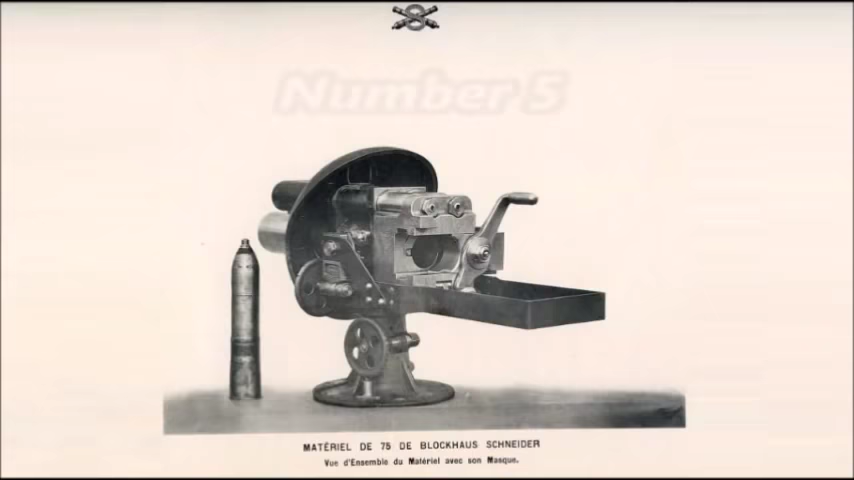 Number 5
MATÉRIEL DE 75 DE BLOCKHAUS SCHNEIDER
Vue d'Ensemble du Matériel avec son Masque.